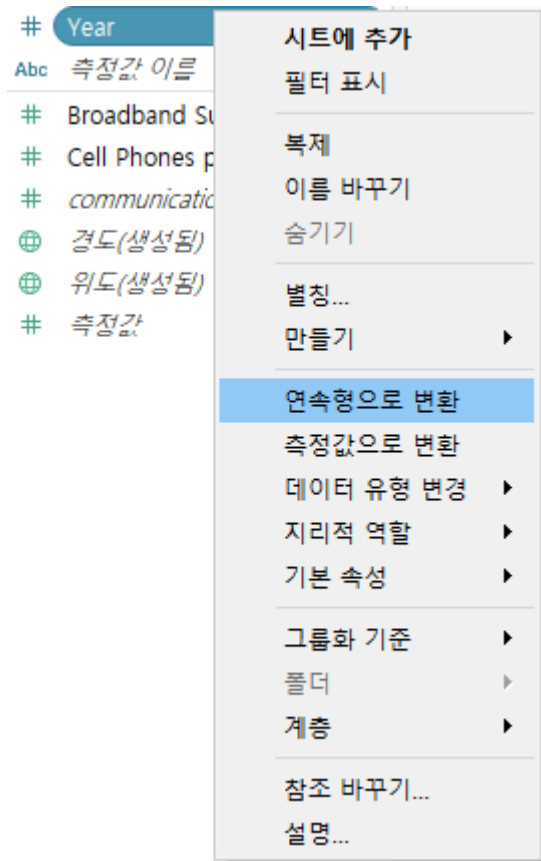 # Year
Abc 측정값 이름
# Broadband Su
# Cell Phones p
# communicatic
경도(생성됨)
위도(생성됨)
# 측정값
시트에 추가
필터 표시
복제
이름 바꾸기
숨기기
별칭...
만들기
연속형으로 변환
측정값으로 변환
데이터 유형 변경
지리적 역할
기본 속성
그룹화 기준
폴더
계층
참조 바꾸기...
설명...